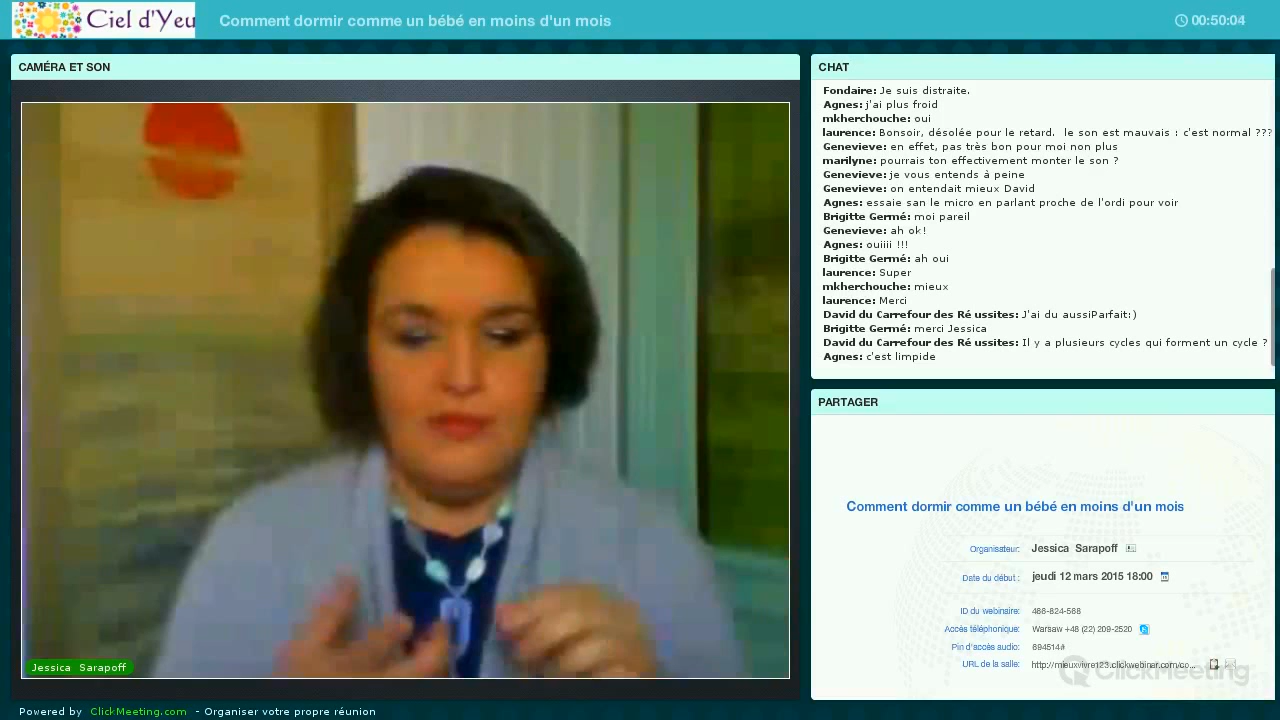 Ciel d'Yeu
Comment dormir comme un bébé en moins d'un mois
00:50:04
CAMÉRA ET SON
Jessica Sarapoff
CHAT
Fondaire: Je suis distraite.
Agnes: j'ai plus froid
mkherchouche: oui
laurence: Bonsoir, désolée pour le retard. le son est mauvais : c'est normal ???
Genevieve: en effet, pas très bon pour moi non plus
marilyne: pourrais ton effectivement monter le son ?
Genevieve: je vous entends à peine
Genevieve: on entendait mieux David
Agnes: essaie san le micro en parlant proche de l'ordi pour voir
Brigitte Germé: moi pareil
Genevieve: ah ok!
Agnes: ouiiii !!!
Brigitte Germé: ah oui
laurence: Super
mkherchouche: mieux
laurence: Merci
David du Carrefour des Ré ussites: J'ai du aussiParfait:)
Brigitte Germé: merci Jessica
David du Carrefour des Ré ussites: Il y a plusieurs cycles qui forment un cycle ?
Agnes: c'est limpide
PARTAGER
Comment dormir comme un bébé en moins d'un mois
Organisateur: Jessica Sarapoff
Date du début : jeudi 12 mars 2015 18:00
ID du webinaire: 466-824-568
Accès téléphonique: Warsaw +48 (22) 209-2520
Pin d'accès audio: 694514#
URL de la salle: http://mieuxvivre123.clickwebinar.com/co...
ClickMeeting
Powered by ClickMeeting.com - Organiser votre propre réunion